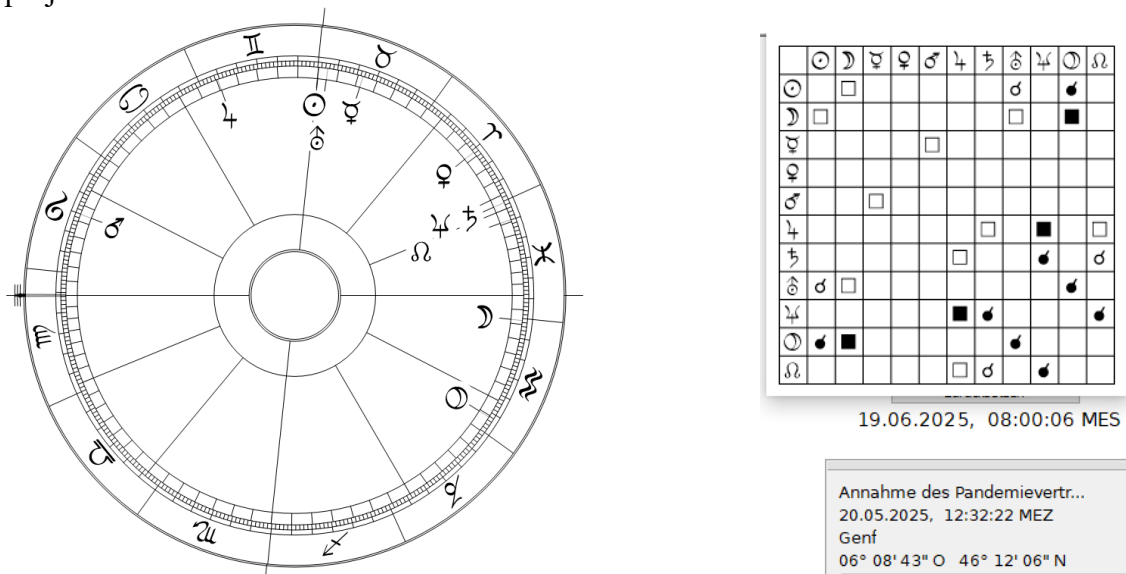 19.06.2025, 08:00:06 MES
Annahme des Pandemievertr...
20.05.2025, 12:32:22 MEZ
Genf
06° 08' 43" O 46° 12' 06" N